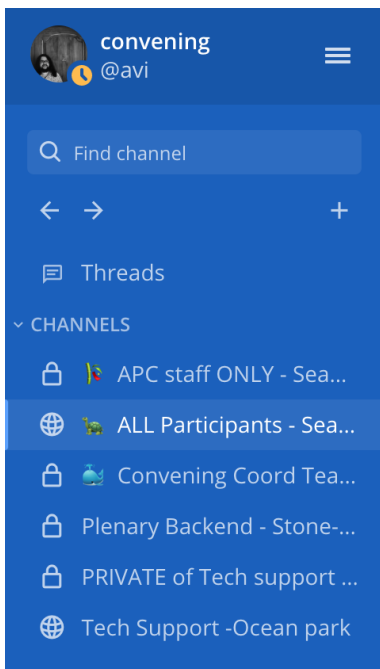 convening
@avi
Find channel
Threads
CHANNELS
APC staff ONLY - Sea...
ALL Participants - Sea...
Convening Coord Tea...
Plenary Backend - Stone-...
PRIVATE of Tech support ...
Tech Support -Ocean park